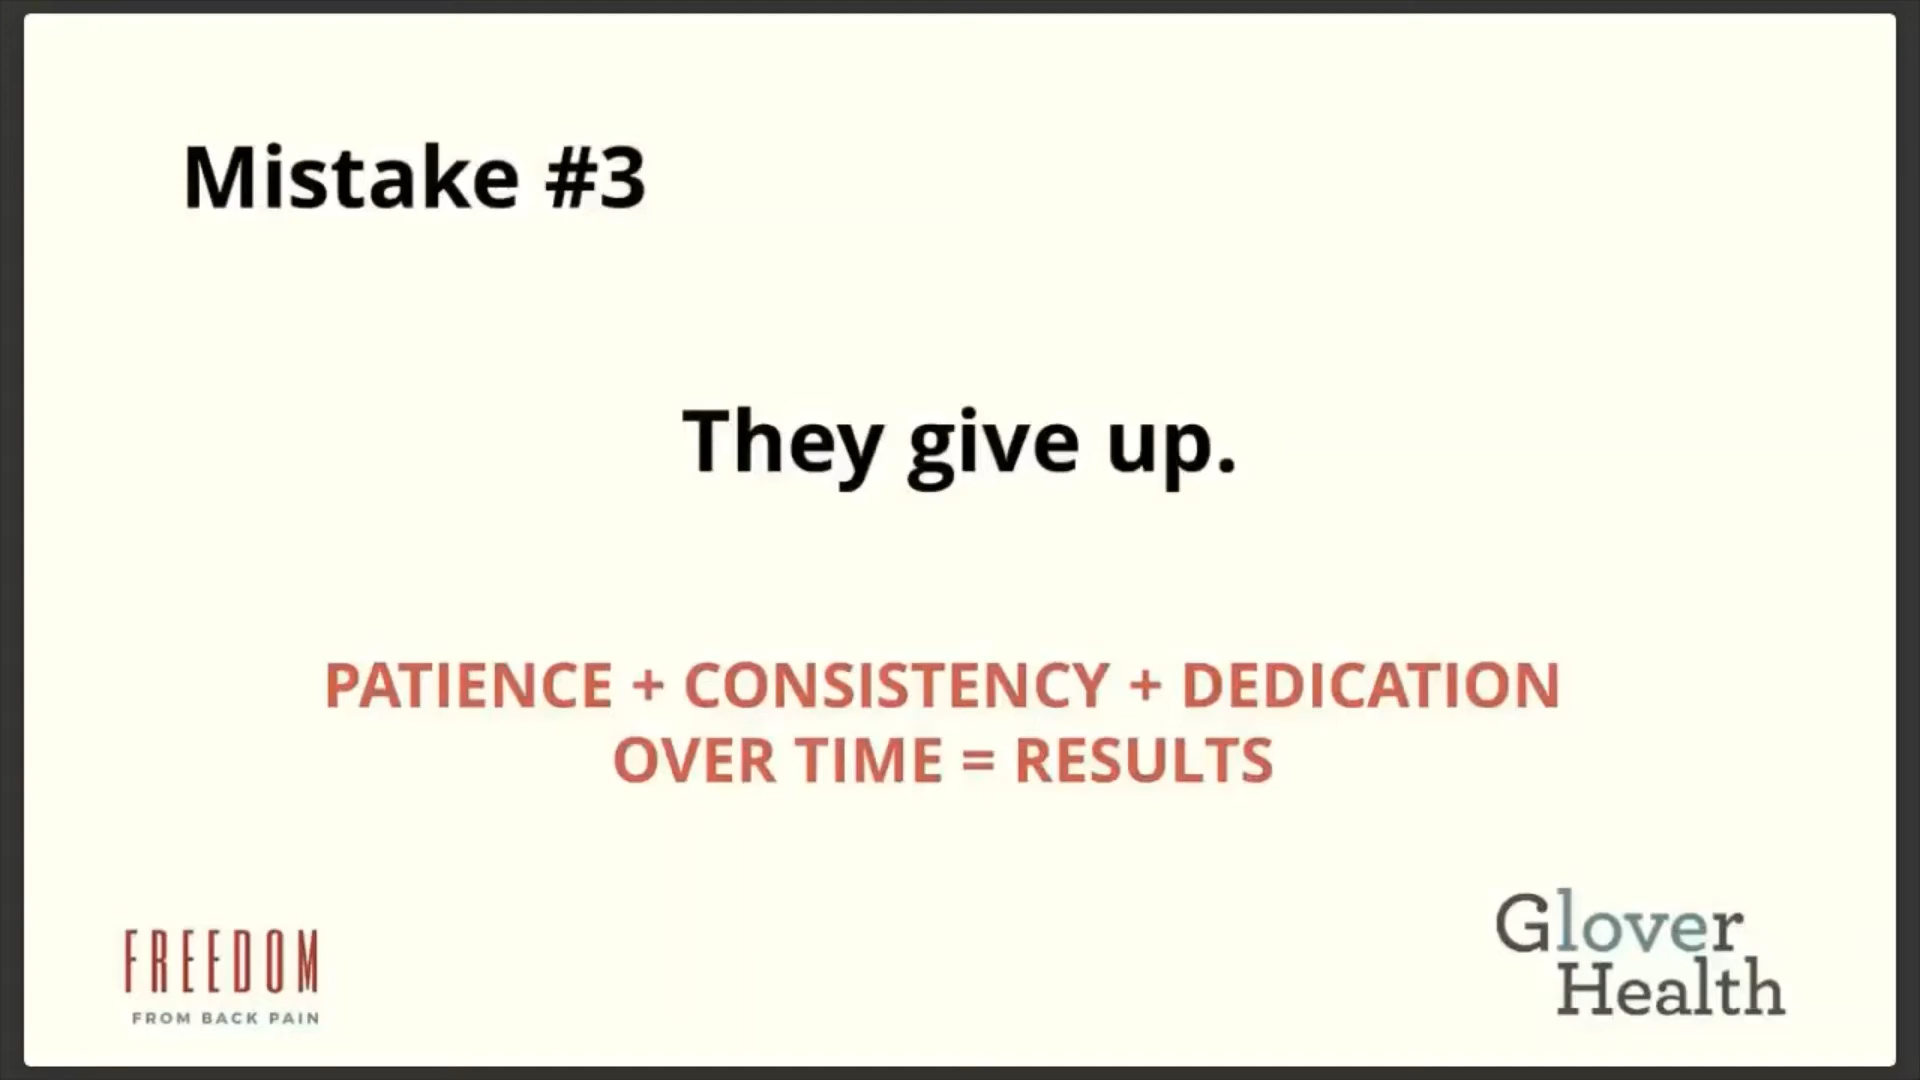 Mistake #3
They give up.
PATIENCE + CONSISTENCY + DEDICATION
OVER TIME = RESULTS
FREEDOM
FROM BACK PAIN
Glover
Health